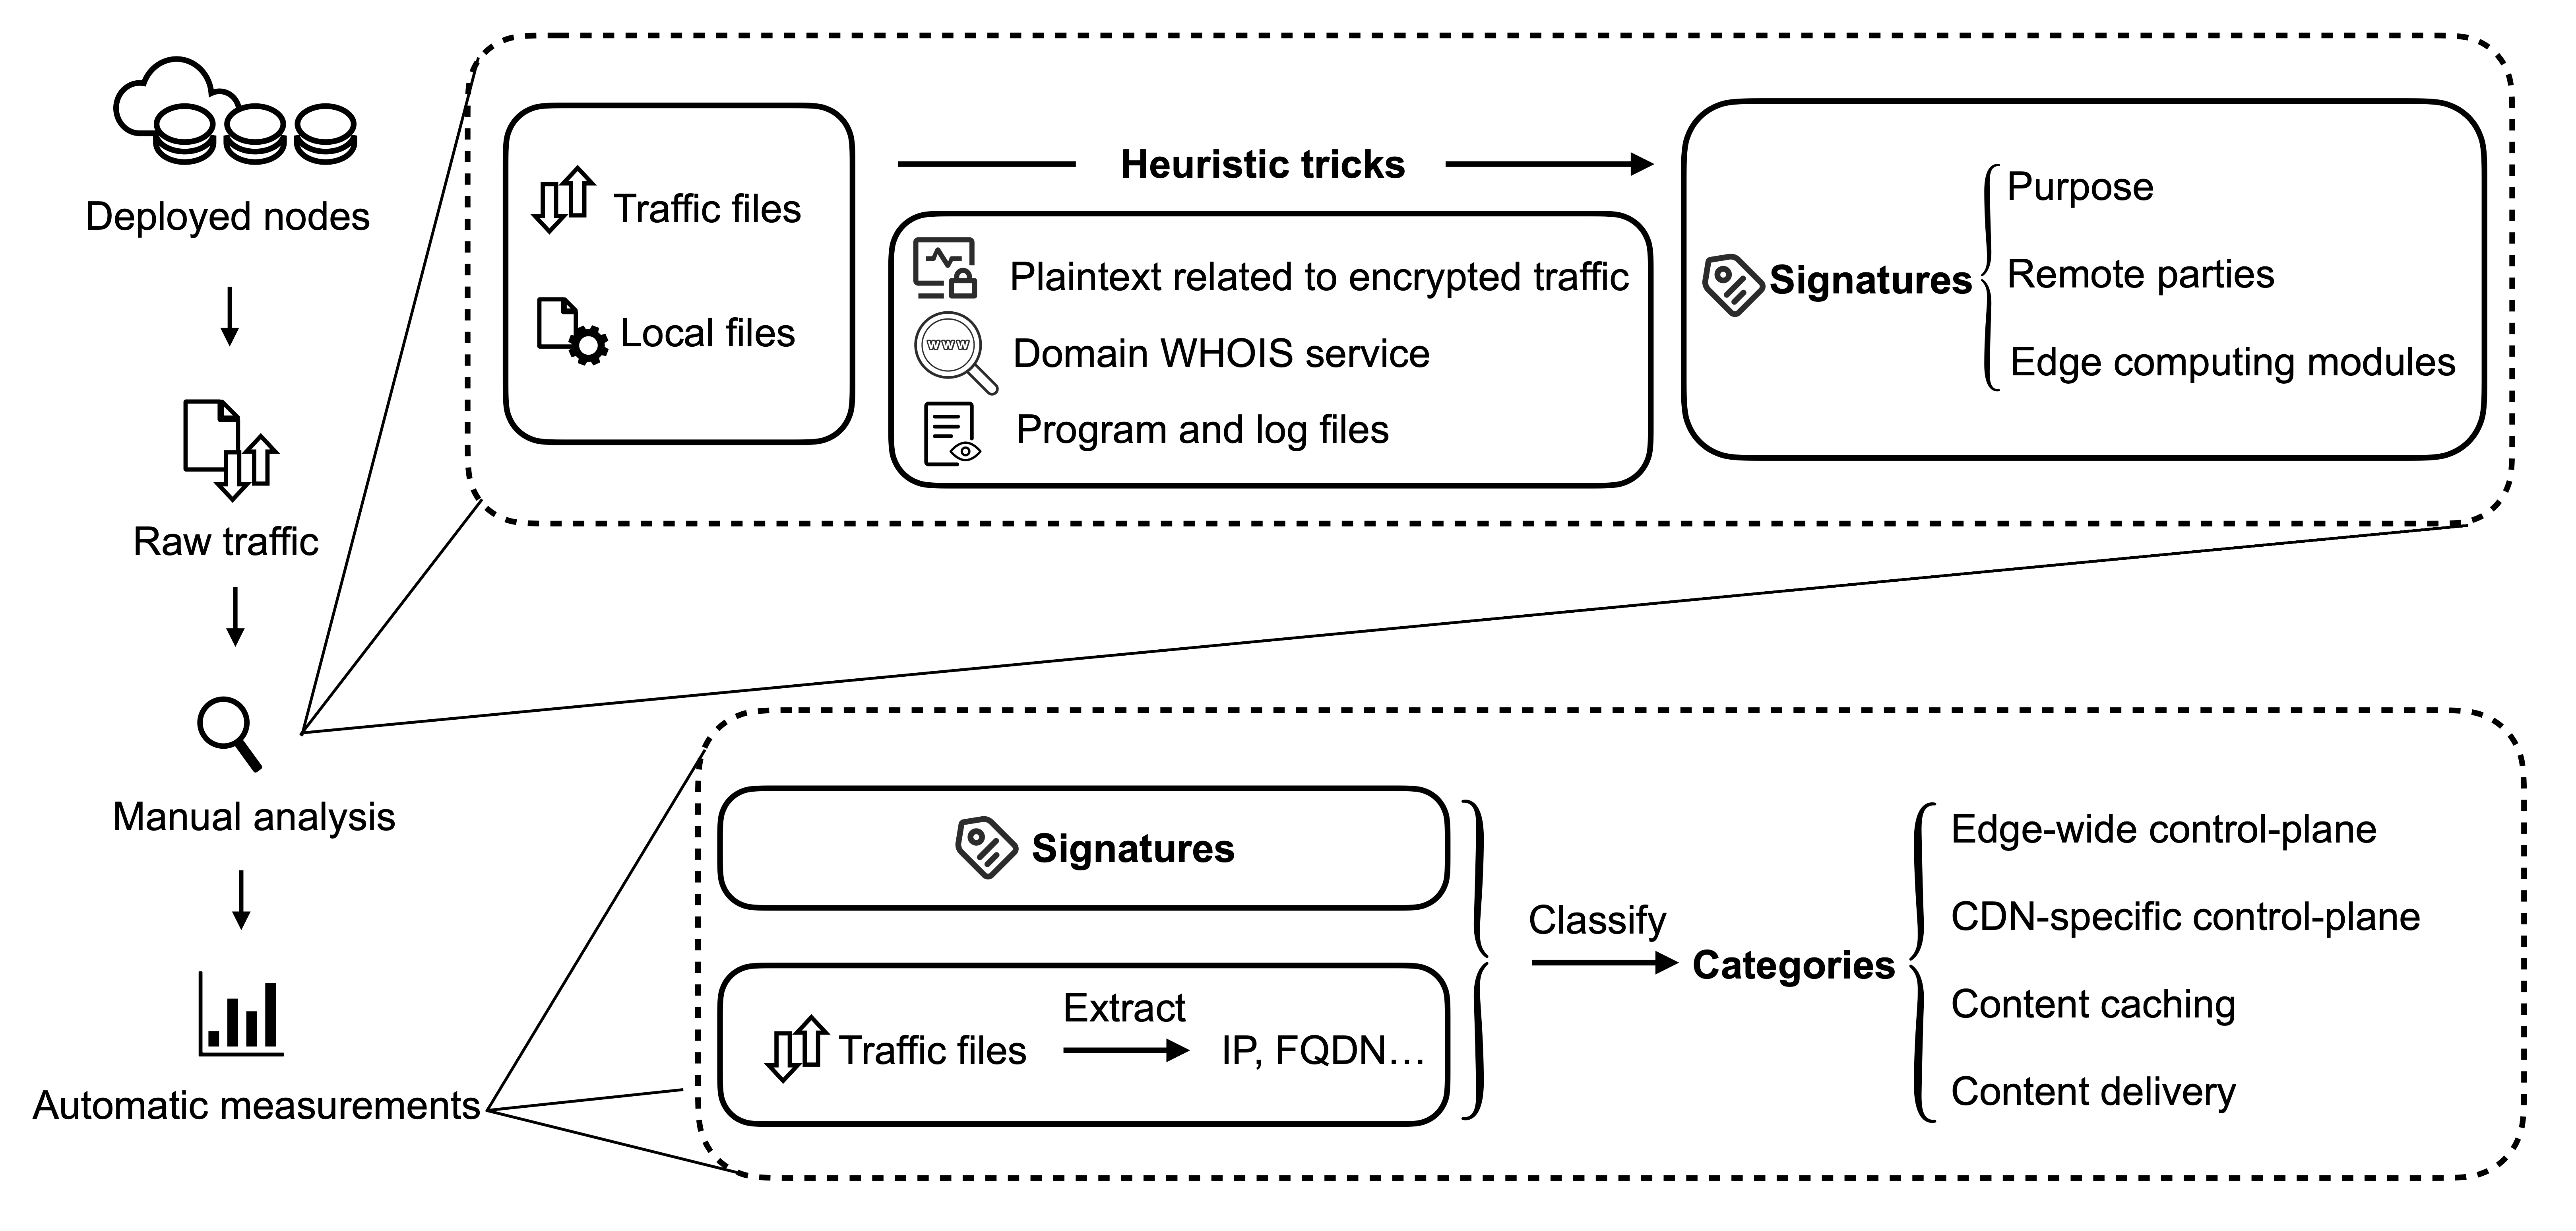 Deployed nodes
Raw traffic
Manual analysis
Automatic measurements
Traffic files
Local files
Heuristic tricks
Plaintext related to encrypted traffic
WWW
Domain WHOIS service
Program and log files
Signatures
Purpose
Remote parties
Edge computing modules
Signatures
Traffic files
Extract
IP, FQDN...
Classify
Categories
Edge-wide control-plane
CDN-specific control-plane
Content caching
Content delivery